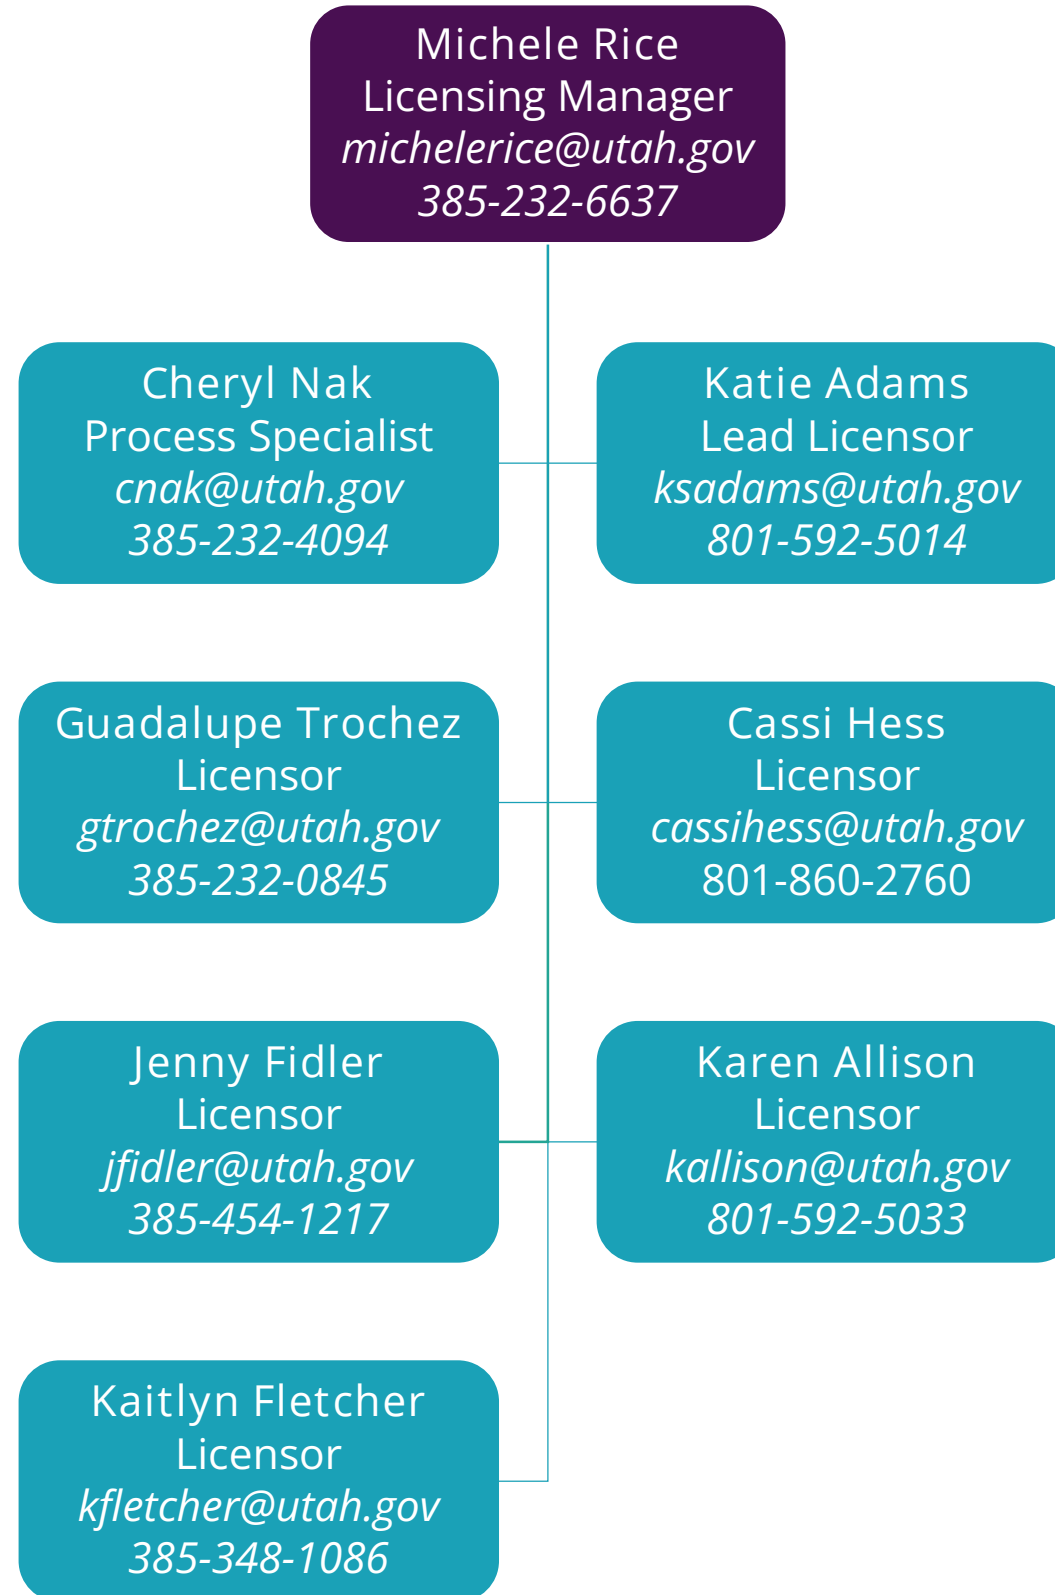 Michele Rice
Licensing Manager
michelerice@utah.gov
385-232-6637
Cheryl Nak
Process Specialist
cnak@utah.gov
385-232-4094
Katie Adams
Lead Licensor
ksadams@utah.gov
801-592-5014
Guadalupe Trochez
Licensor
gtrochez@utah.gov
385-232-0845
Cassi Hess
Licensor
cassihess@utah.gov
801-860-2760
Jenny Fidler
Licensor
jfidler@utah.gov
385-454-1217
Karen Allison
Licensor
kallison@utah.gov
801-592-5033
Kaitlyn Fletcher
Licensor
kfletcher@utah.gov
385-348-1086